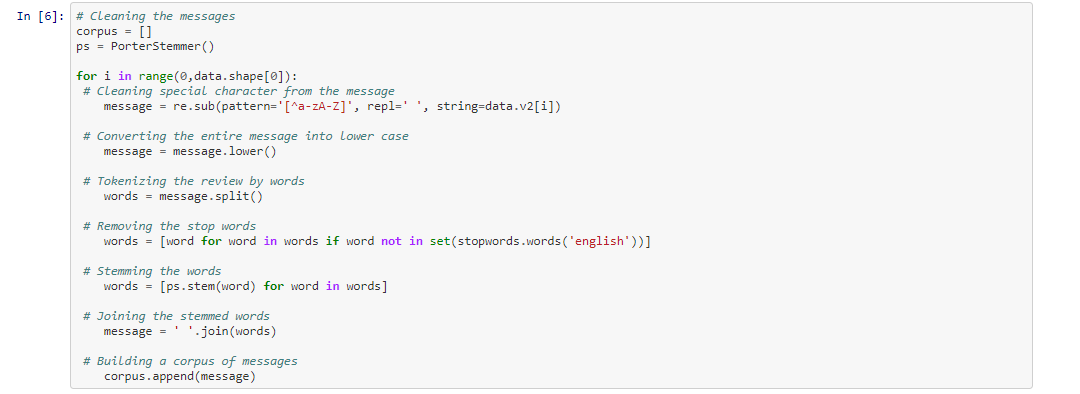 In [6]: # Cleaning the messages
corpus = []
ps = PorterStemmer()
for i in range(0,data.shape[0]):
# Cleaning special character from the message
message = re.sub(pattern='[^a-zA-Z]', repl=' ', string=data.v2[i])
# Converting the entire message into lower case
message = message.lower()
# Tokenizing the review by words
words = message.split()
# Removing the stop words
words = [word for word in words if word not in set(stopwords.words('english'))]
# Stemming the words
words = [ps.stem(word) for word in words]
# Joining the stemmed words
message = ' '.join(words)
# Building a corpus of messages
corpus.append(message)